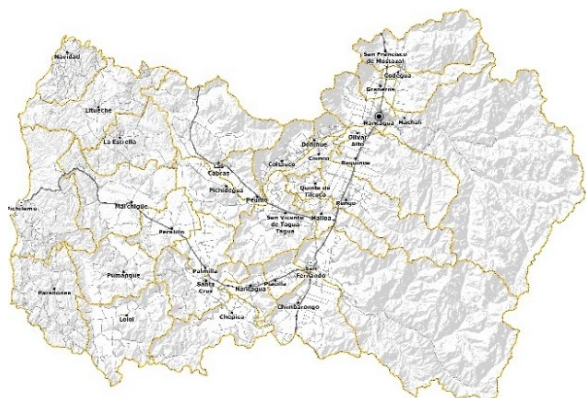 San Francisco
de Mostazal
Navidad
Codegua
Graneros
Litueche
Rancagua
Machalí
La Estrella
Doñihue
Olivar
Alto
Coinco
Coltauco
Requinoa
Las
Cabras
Pichidegua
Quinta de
Tilcoco
Peumo
Rengo
Marchigüe
Pichilemu
San Vicente
de Tagua
Tagua
Malloa
Peralillo
San
Fernando
Palmilla
Pumanque
Santa
Cruz
Nancagua
Placilla
Paredones
Chimbarongo
Lolol
Chépica